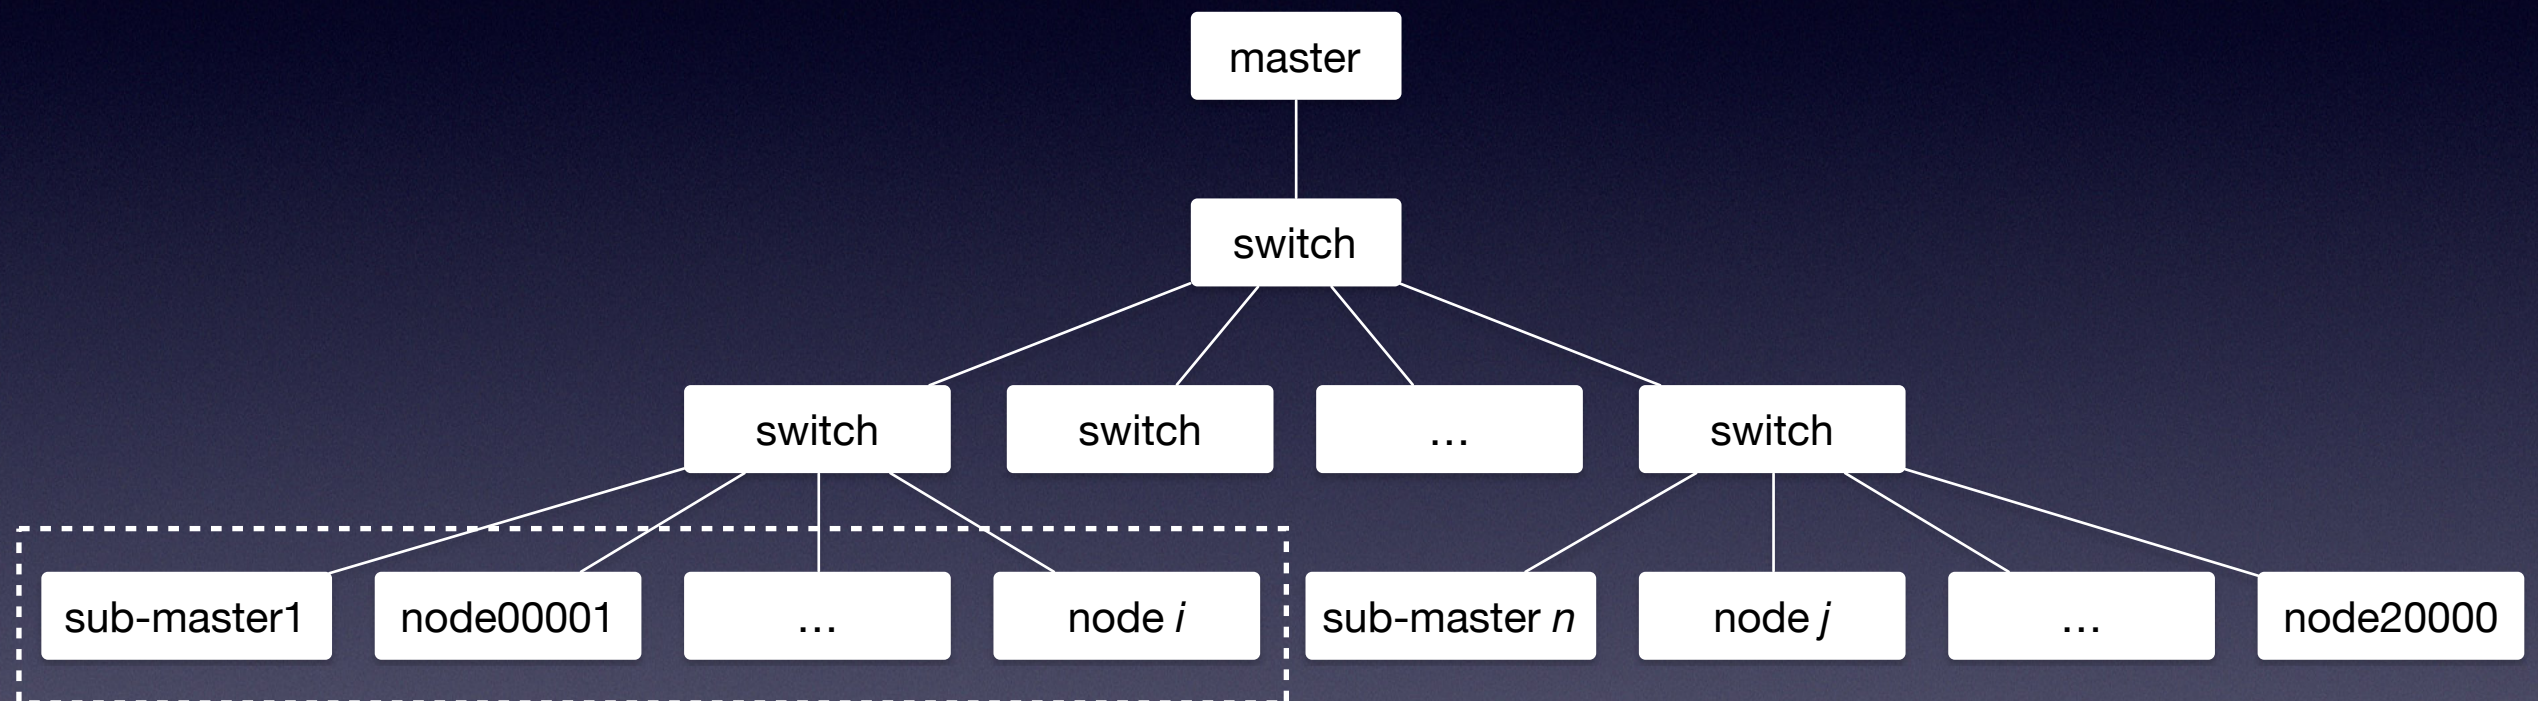 master
switch
switch
switch
...
switch
sub-master1
node00001
...
node i
sub-master n
node j
...
node20000